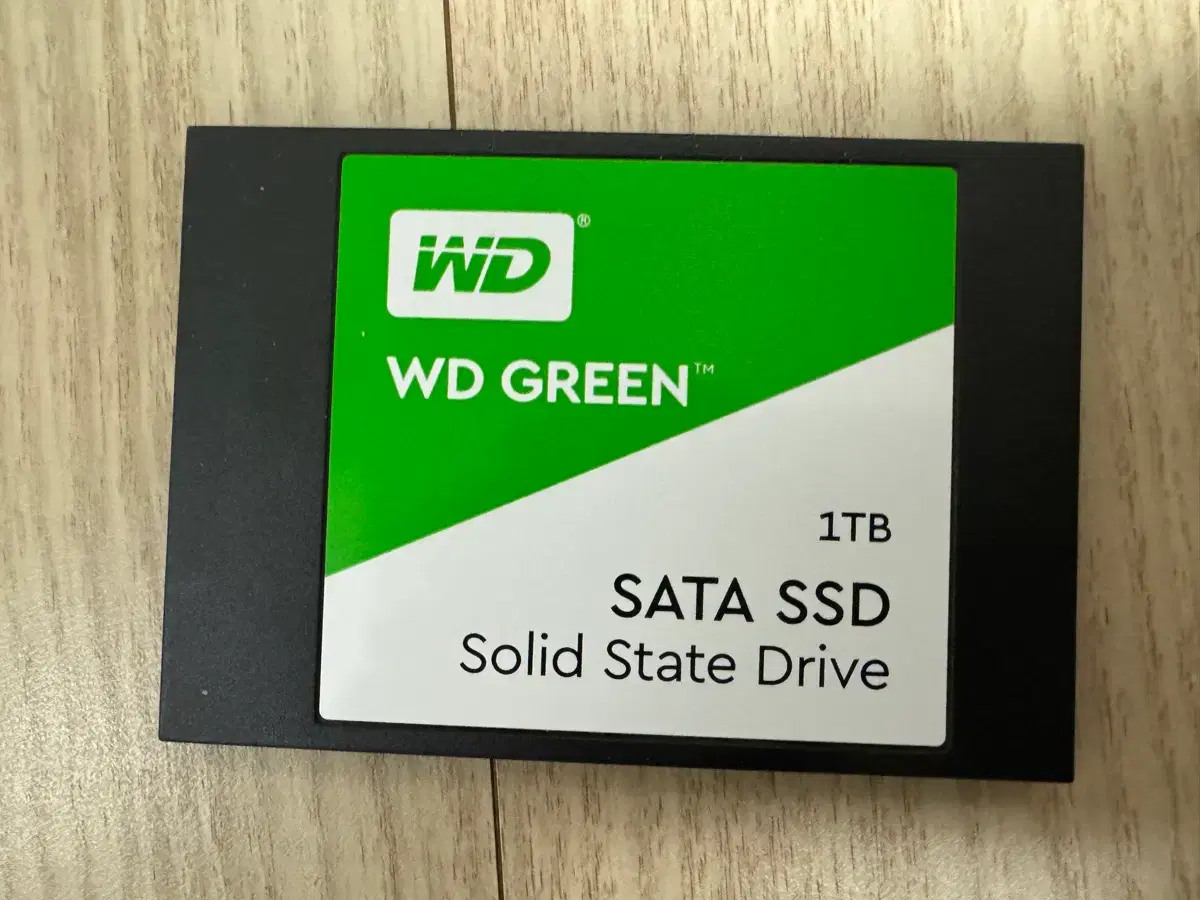 WD®
WD GREEN™
1TB
SATA SSD
Solid State Drive